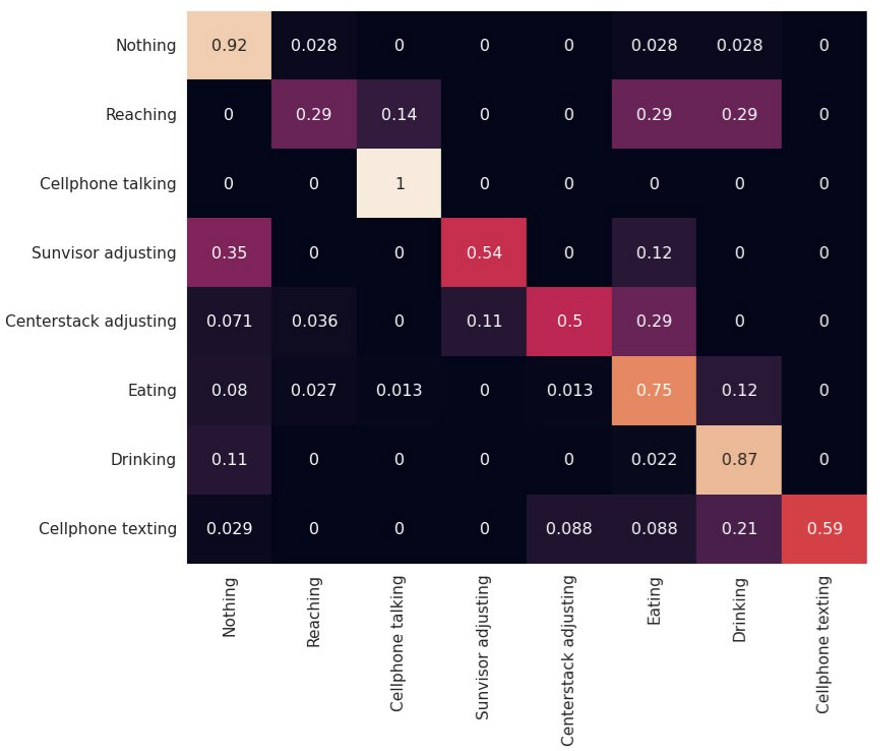 Nothing 0.92 0.028 0 0 0 0.028 0.028 0
Reaching 0 0.29 0.14 0 0 0.29 0.29 0
Cellphone talking 0 0 1 0 0 0 0 0
Sunvisor adjusting 0.35 0 0 0.54 0 0.12 0 0
Centerstack adjusting 0.071 0.036 0 0.11 0.5 0.29 0 0
Eating 0.08 0.027 0.013 0 0.013 0.75 0.12 0
Drinking 0.11 0 0 0 0 0.022 0.87 0
Cellphone texting 0.029 0 0 0 0.088 0.088 0.21 0.59
Nothing
Reaching
Cellphone talking
Sunvisor adjusting
Centerstack adjusting
Eating
Drinking
Cellphone texting